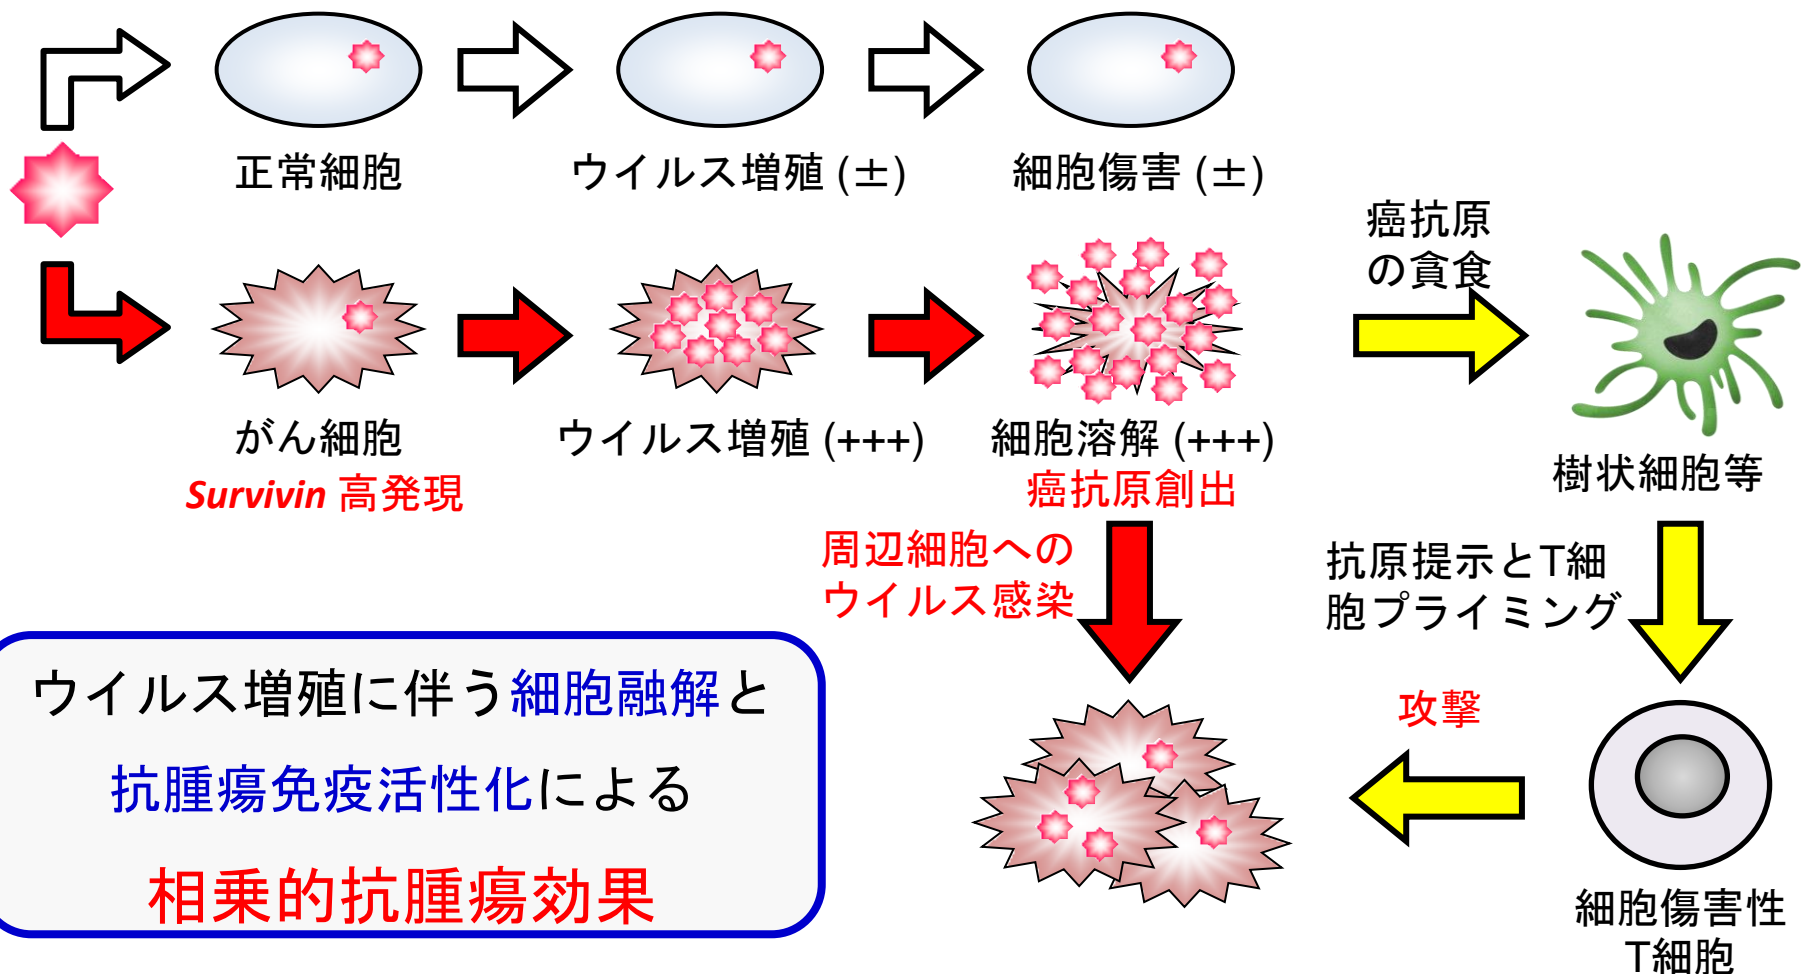 正常細胞
ウイルス増殖 (±)
細胞傷害 (±)
癌抗原
の貪食
がん細胞
Survivin 高発現
ウイルス増殖 (+++)
細胞溶解 (+++)
癌抗原創出
樹状細胞等
周辺細胞への
ウイルス感染
抗原提示とT細
胞プライミング
攻撃
細胞傷害性
T細胞
ウイルス増殖に伴う細胞融解と
抗腫瘍免疫活性化による
相乗的抗腫瘍効果